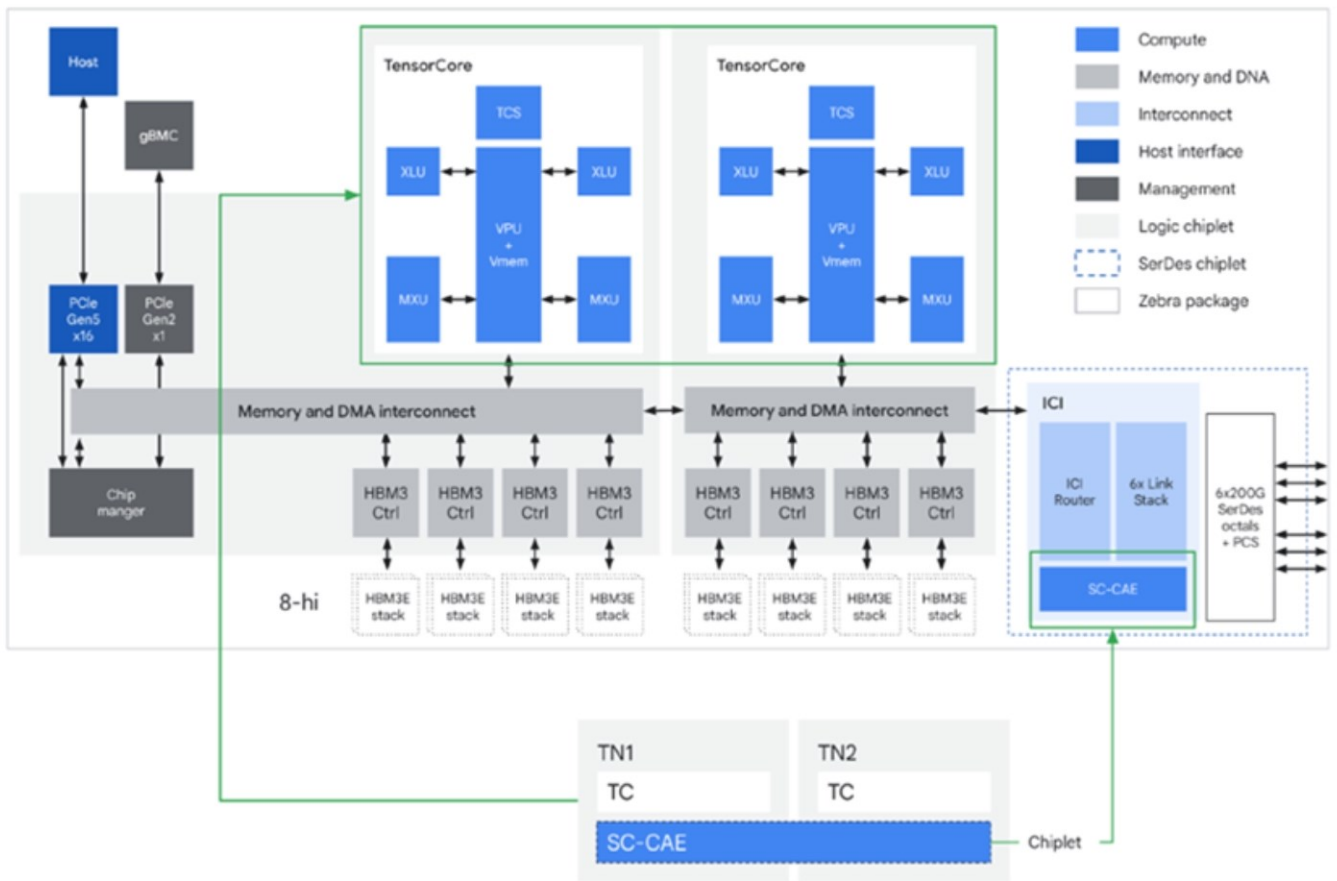 Host
gBMC
PCIe
Gen5
x16
PCIe
Gen2
x1
Chip
manger
TensorCore
TCS
XLU
XLU
VPU
+
Vmem
MXU
MXU
TensorCore
TCS
XLU
XLU
VPU
+
Vmem
MXU
MXU
Compute
Memory and DNA
Interconnect
Host interface
Management
Logic chiplet
SerDes chiplet
Zebra package
Memory and DMA interconnect
Memory and DMA interconnect
HBM3
Ctrl
HBM3
Ctrl
HBM3
Ctrl
HBM3
Ctrl
HBM3
Ctrl
HBM3
Ctrl
HBM3
Ctrl
HBM3
Ctrl
8-hi
HBM3E
stack
HBM3E
stack
HBM3E
stack
HBM3E
stack
HBM3E
stack
HBM3E
stack
HBM3E
stack
HBM3E
stack
ICI
ICI
Router
6x Link
Stack
SC-CAE
6x200G
SerDes
octals
+ PCS
TN1
TC
TN2
TC
SC-CAE
Chiplet